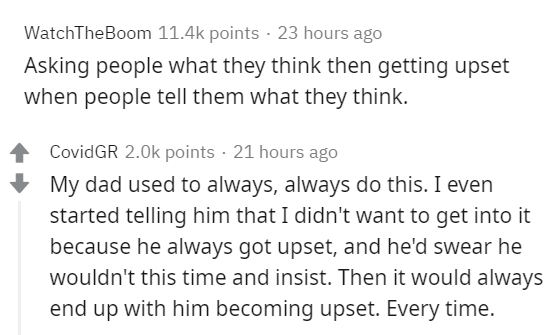 WatchTheBoom 11.4k points · 23 hours ago
Asking people what they think then getting upset
when people tell them what they think.
CovidGR 2.0k points · 21 hours ago
My dad used to always, always do this. I even
started telling him that I didn't want to get into it
because he always got upset, and he'd swear he
wouldn't this time and insist. Then it would always
end up with him becoming upset. Every time.